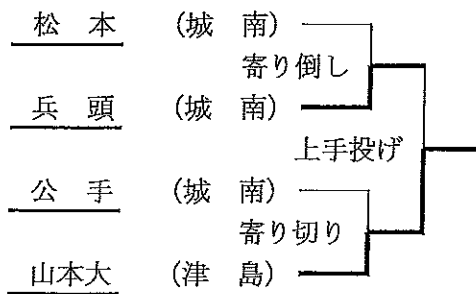 松 本 (城 南)
寄り倒し
兵 頭 (城 南)
上手投げ
公 手 (城 南)
寄り切り
山本大 (津 島)